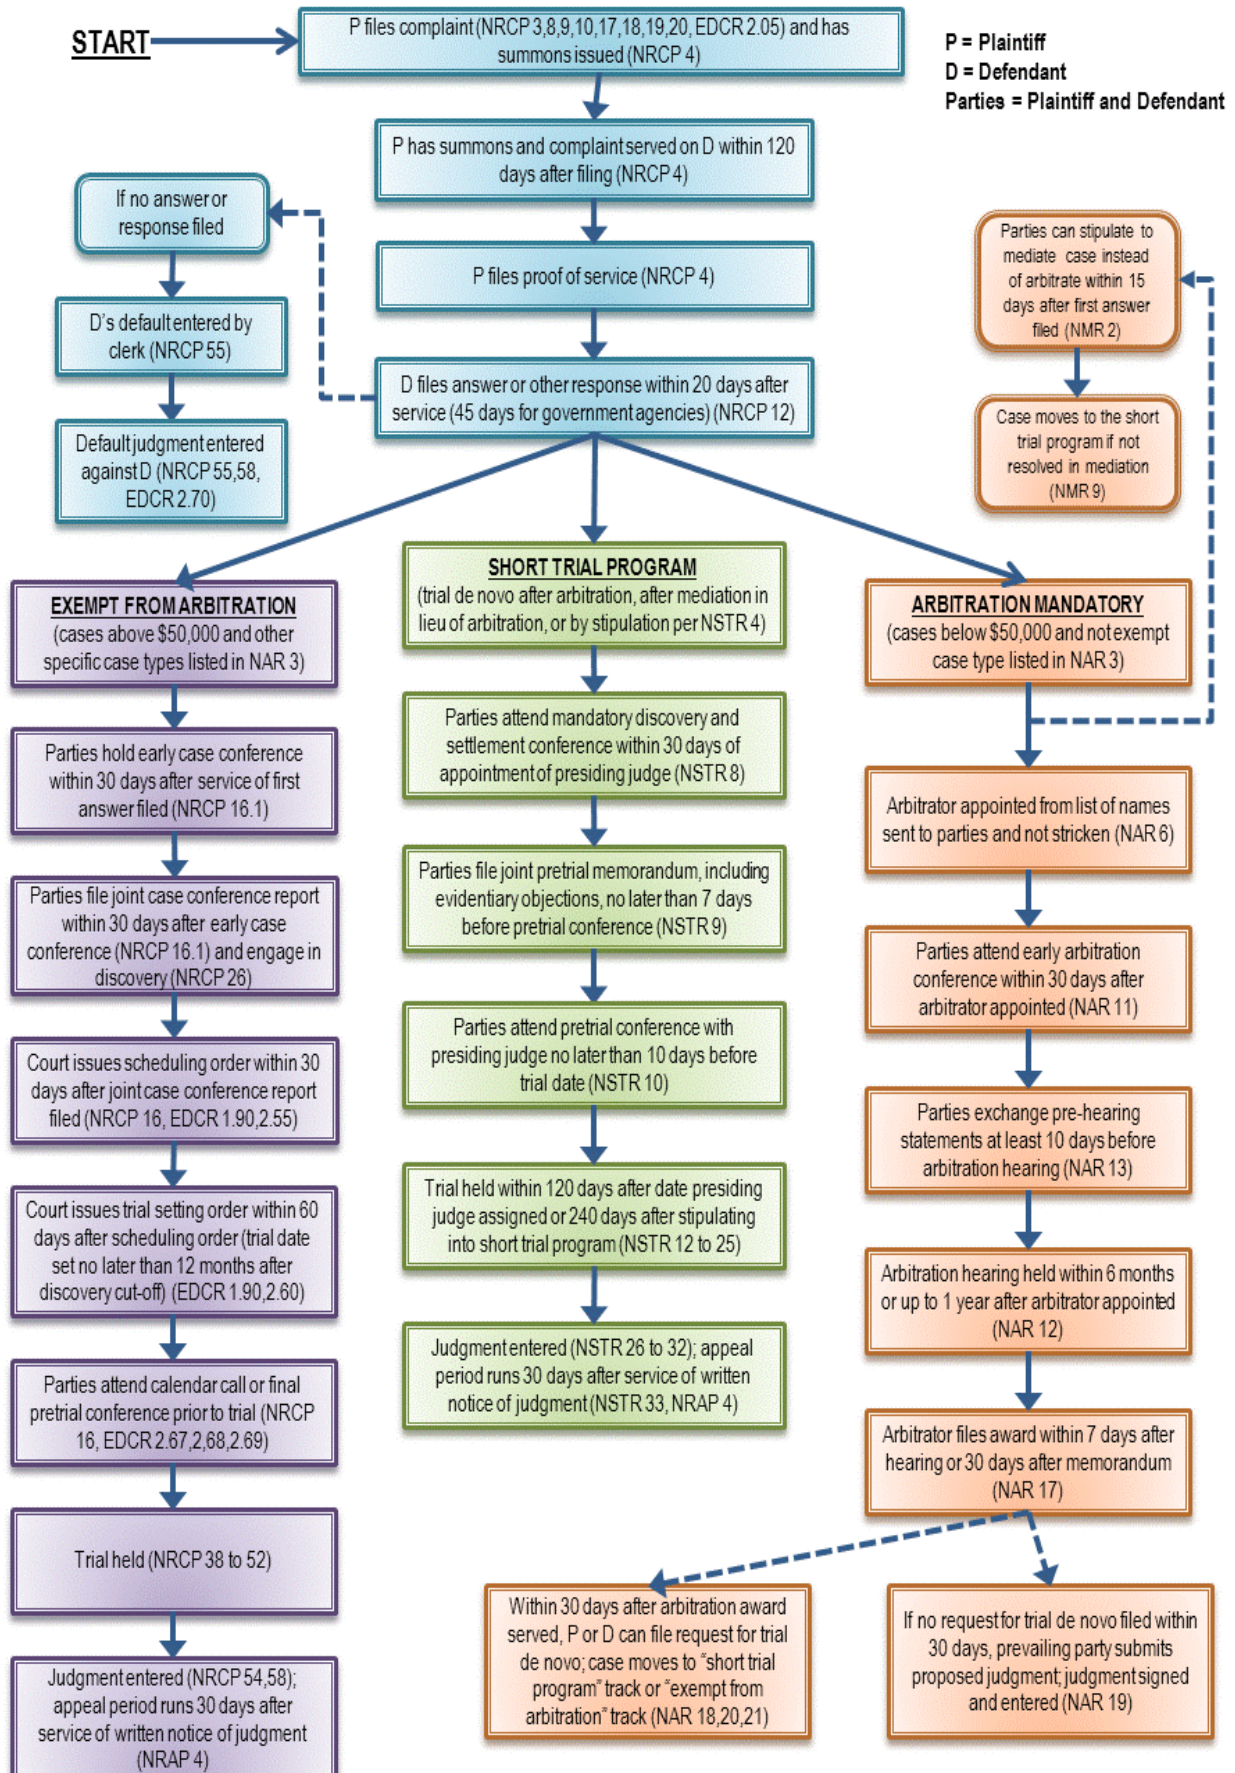 START
P files complaint (NRCP 3,8,9,10,17,18,19,20, EDCR 2.05) and has
summons issued (NRCP 4)
P = Plaintiff
D = Defendant
Parties = Plaintiff and Defendant
P has summons and complaint served on D within 120
days after filing (NRCP 4)
P files proof of service (NRCP 4)
D files answer or other response within 20 days after
service (45 days for government agencies) (NRCP 12)
If no answer or
response filed
D's default entered by
clerk (NRCP 55)
Default judgment entered
against D (NRCP 55,58,
EDCR 2.70)
Parties can stipulate to
mediate case instead
of arbitrate within 15
days after first answer
filed (NMR 2)
Case moves to the short
trial program if not
resolved in mediation
(NMR 9)
EXEMPT FROM ARBITRATION
(cases above $50,000 and other
specific case types listed in NAR 3)
Parties hold early case conference
within 30 days after service of first
answer filed (NRCP 16.1)
Parties file joint case conference report
within 30 days after early case
conference (NRCP 16.1) and engage in
discovery (NRCP 26)
Court issues scheduling order within 30
days after joint case conference report
filed (NRCP 16, EDCR 1.90,2.55)
Court issues trial setting order within 60
days after scheduling order (trial date
set no later than 12 months after
discovery cut-off) (EDCR 1.90,2.60)
Parties attend calendar call or final
pretrial conference prior to trial (NRCP
16, EDCR 2.67,2,68,2.69)
Trial held (NRCP 38 to 52)
Judgment entered (NRCP 54,58);
appeal period runs 30 days after
service of written notice of judgment
(NRAP 4)
SHORT TRIAL PROGRAM
(trial de novo after arbitration, after mediation in
lieu of arbitration, or by stipulation per NSTR 4)
Parties attend mandatory discovery and
settlement conference within 30 days of
appointment of presiding judge (NSTR 8)
Parties file joint pretrial memorandum, including
evidentiary objections, no later than 7 days
before pretrial conference (NSTR 9)
Parties attend pretrial conference with
presiding judge no later than 10 days before
trial date (NSTR 10)
Trial held within 120 days after date presiding
judge assigned or 240 days after stipulating
into short trial program (NSTR 12 to 25)
Judgment entered (NSTR 26 to 32); appeal
period runs 30 days after service of written
notice of judgment (NSTR 33, NRAP 4)
ARBITRATION MANDATORY
(cases below $50,000 and not exempt
case type listed in NAR 3)
Arbitrator appointed from list of names
sent to parties and not stricken (NAR 6)
Parties attend early arbitration
conference within 30 days after
arbitrator appointed (NAR 11)
Parties exchange pre-hearing
statements at least 10 days before
arbitration hearing (NAR 13)
Arbitration hearing held within 6 months
or up to 1 year after arbitrator appointed
(NAR 12)
Arbitrator files award within 7 days after
hearing or 30 days after memorandum
(NAR 17)
Within 30 days after arbitration award
served, P or D can file request for trial
de novo; case moves to "short trial
program" track or "exempt from
arbitration" track (NAR 18,20,21)
If no request for trial de novo filed within
30 days, prevailing party submits
proposed judgment; judgment signed
and entered (NAR 19)